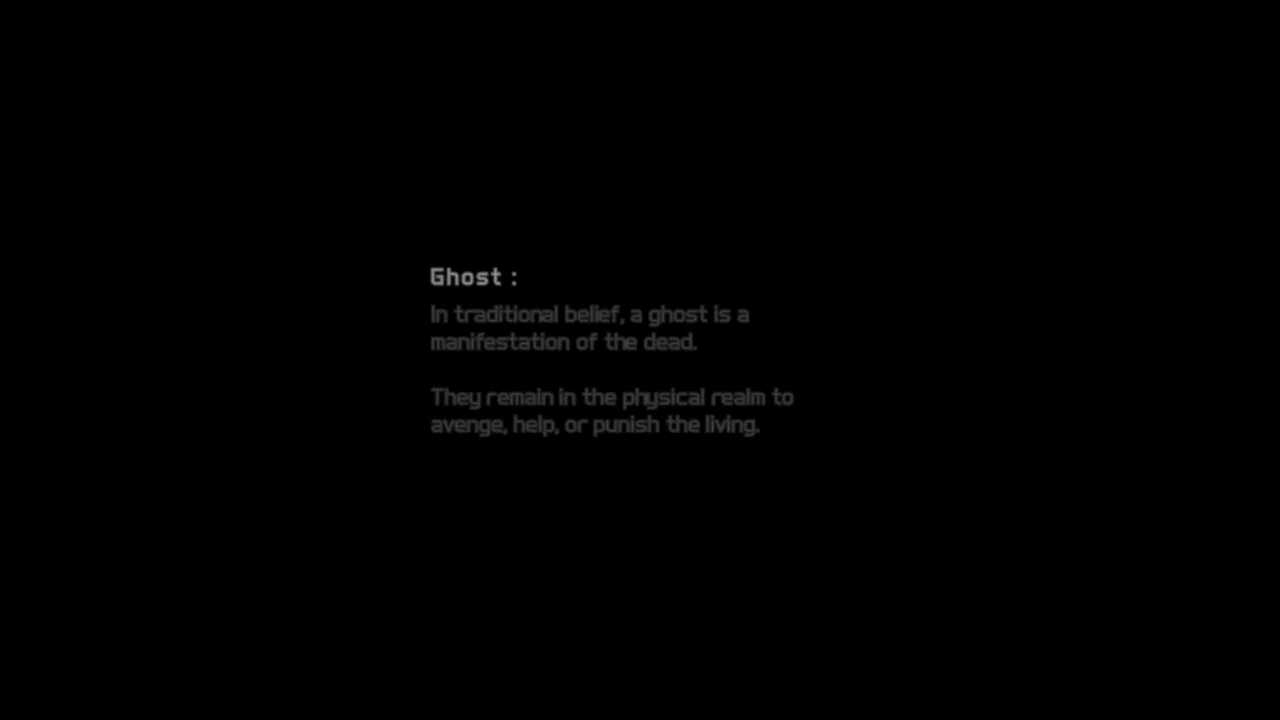 Ghost :
In traditional belief, a ghost is a
manifestation of the dead.
They remain in the physical realm to
avenge, help, or punish the living.